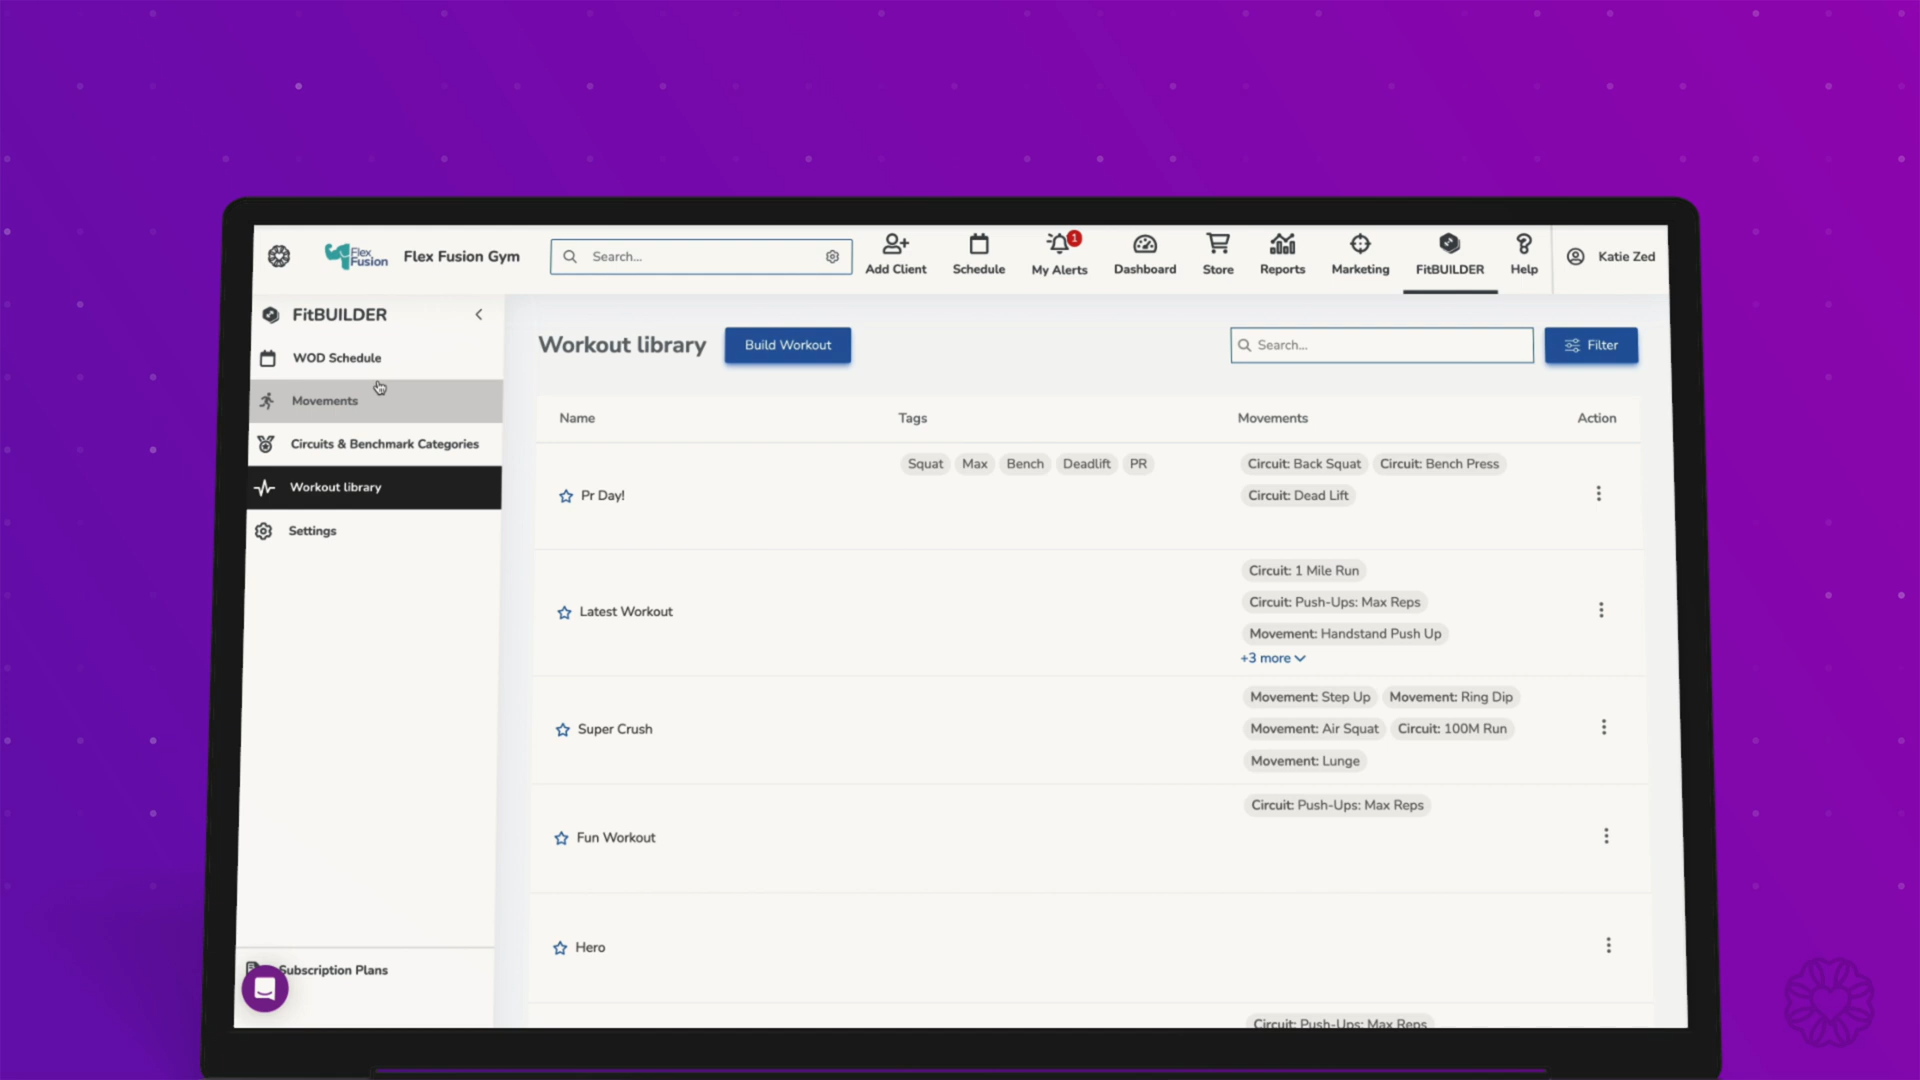 Flex
Fusion
Flex Fusion Gym
Search...
Add Client
Schedule
1
My Alerts
Dashboard
Store
Reports
Marketing
FitBUILDER
Help
Katie Zed
FitBUILDER
WOD Schedule
Movements
Circuits & Benchmark Categories
Workout library
Settings
Subscription Plans
Workout library
Build Workout
Search...
Filter
Name Tags Movements Action
Pr Day!
Squat Max Bench Deadlift PR
Circuit: Back Squat Circuit: Bench Press
Circuit: Dead Lift
Latest Workout
Circuit: 1 Mile Run
Circuit: Push-Ups: Max Reps
Movement: Handstand Push Up
+3 more
Super Crush
Movement: Step Up Movement: Ring Dip
Movement: Air Squat Circuit: 100M Run
Movement: Lunge
Fun Workout
Circuit: Push-Ups: Max Reps
Hero
Circuit: Push-Ups: Max Reps